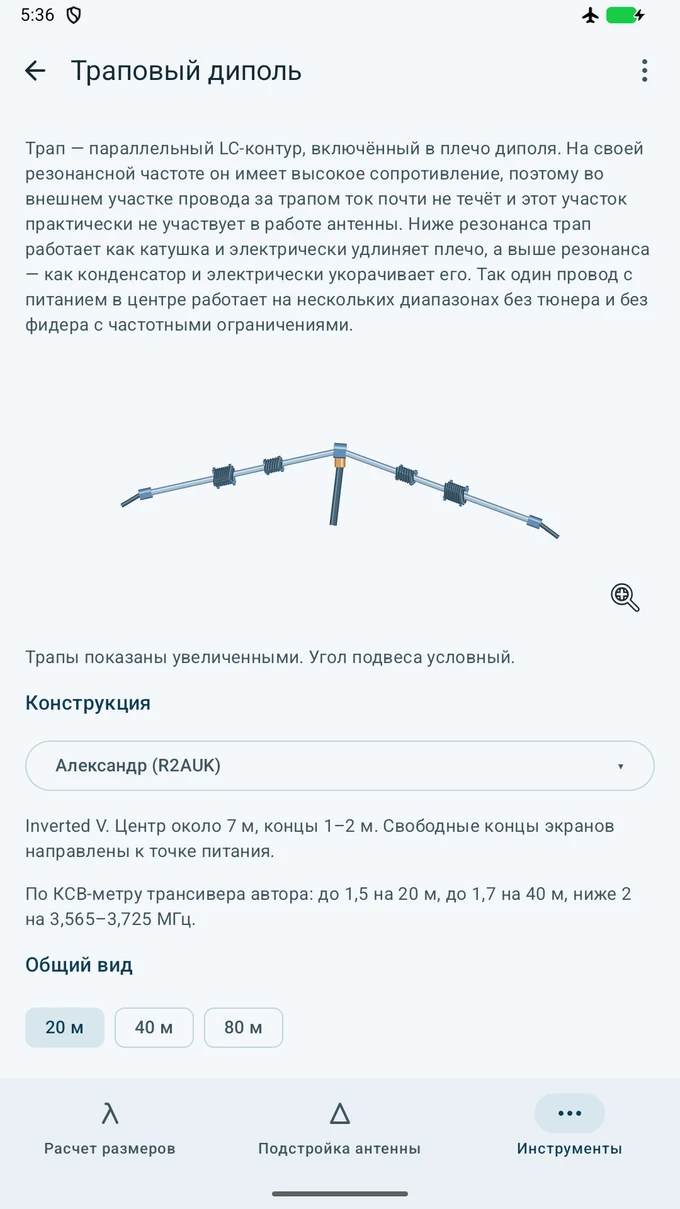 5:36
Траповый диполь
Трап — параллельный LC-контур, включённый в плечо диполя. На своей
резонансной частоте он имеет высокое сопротивление, поэтому во
внешнем участке провода за трапом ток почти не течёт и этот участок
практически не участвует в работе антенны. Ниже резонанса трап
работает как катушка и электрически удлиняет плечо, а выше резонанса
— как конденсатор и электрически укорачивает его. Так один провод с
питанием в центре работает на нескольких диапазонах без тюнера и без
фидера с частотными ограничениями.
Трапы показаны увеличенными. Угол подвеса условный.
Конструкция
Александр (R2AUK)
Inverted V. Центр около 7 м, концы 1–2 м. Свободные концы экранов
направлены к точке питания.
По КСВ-метру трансивера автора: до 1,5 на 20 м, до 1,7 на 40 м, ниже 2
на 3,565–3,725 МГц.
Общий вид
20 м 40 м 80 м
Расчет размеров Подстройка антенны Инструменты